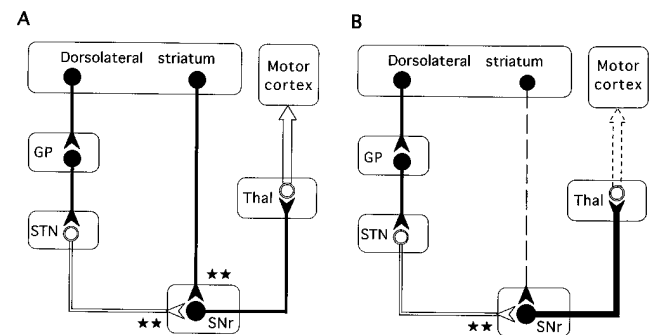 A
Dorsolateral striatum
Motor
cortex
GP
Thal
STN
★★
★★
SNr
B
Dorsolateral striatum
Motor
cortex
GP
Thal
STN
★★
SNr